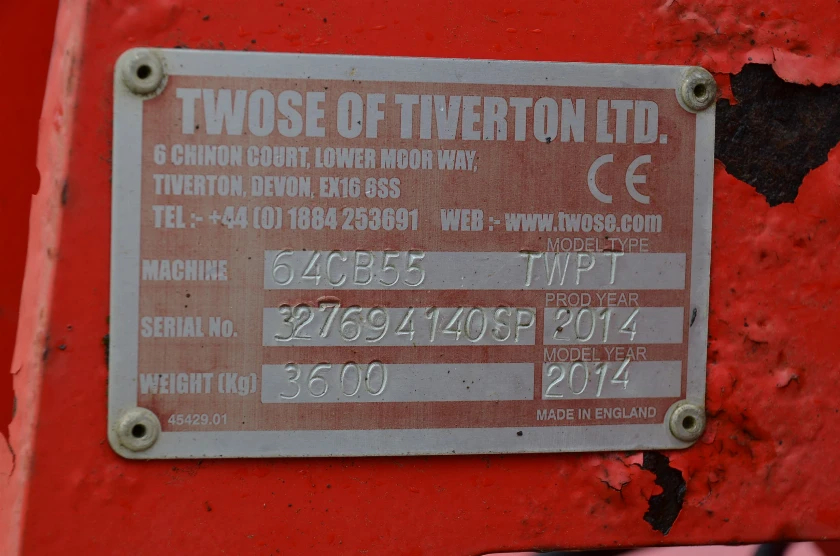 TWOSE OF TIVERTON LTD.
6 CHINON COURT, LOWER MOOR WAY,
TIVERTON, DEVON, EX16 6SS
TEL:- +44 (0) 1884 253691 WEB:- www.twose.com
CE
MODEL TYPE
MACHINE 64CB55 TWPT
PROD YEAR
SERIAL No. 327694140SP 2014
MODEL YEAR
WEIGHT (Kg) 3600 2014
45429.01 MADE IN ENGLAND